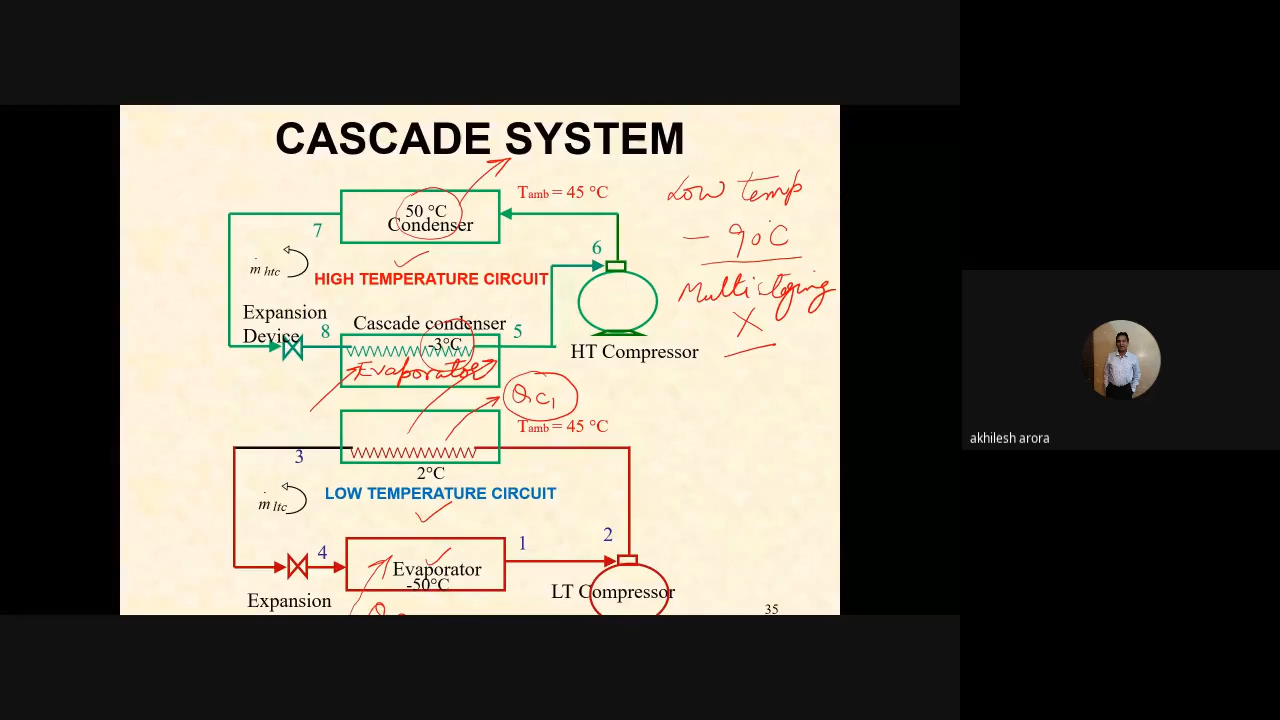 CASCADE SYSTEM
Tamb = 45 °C
Low temp
50 °C
Condenser
7
- 90°C
6
ṁ htc
HIGH TEMPERATURE CIRCUIT
Multistaging
X
Expansion
Device
8
Cascade condenser
5
-3°C
HT Compressor
Evaporator
Qc1
Tamb = 45 °C
3
2°C
ṁ ltc
LOW TEMPERATURE CIRCUIT
4
1
2
Evaporator
-50°C
LT Compressor
Expansion
35
akhilesh arora